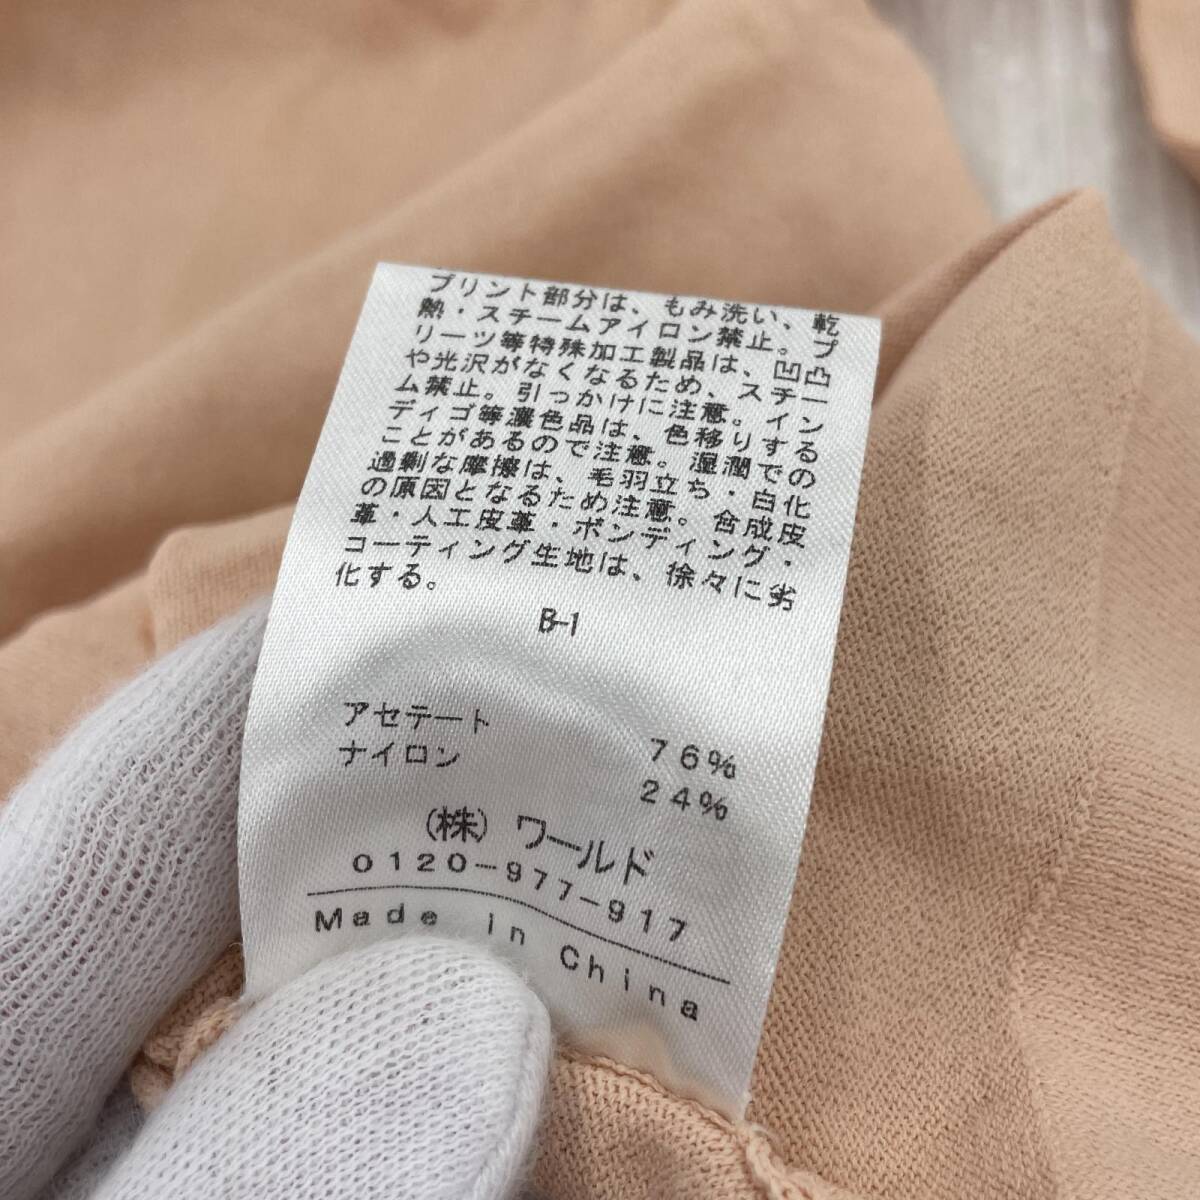 プリント部分は、もみ洗い、乾
熱・スチームアイロン禁止。プ
リーツ等特殊加工製品は、凹凸
や光沢がなくなるため、スチー
ム禁止。引っかけに注意。イン
ディゴ等濃色品は、色移りする
ことがあるので注意。湿潤での
過剰な摩擦は、毛羽立ち・白化
の原因となるため注意。合成皮
革・人工皮革・ボンディング・
コーティング生地は、徐々に劣
化する。
B-1
アセテート 76%
ナイロン 24%
(株) ワールド
0120-977-917
Made in China